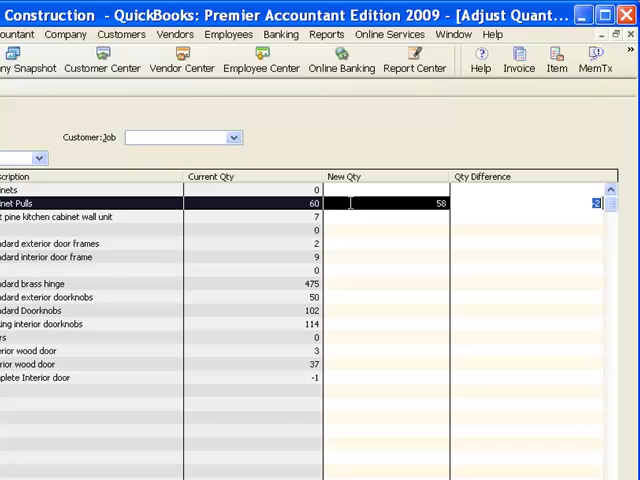 Construction - QuickBooks: Premier Accountant Edition 2009 - [Adjust Quant...
ountant Company Customers Vendors Employees Banking Reports Online Services Window Help
ny Snapshot Customer Center Vendor Center Employee Center Online Banking Report Center Help Invoice Item MemTx »
Customer:Job
scription Current Qty New Qty Qty Difference
inets 0
inet Pulls 60 58 -2
t pine kitchen cabinet wall unit 7
0
ndard exterior door frames 2
ndard interior door frame 9
0
ndard brass hinge 475
ndard exterior doorknobs 50
ndard Doorknobs 102
king interior doorknobs 114
rs 0
erior wood door 3
rior wood door 37
mplete Interior door -1